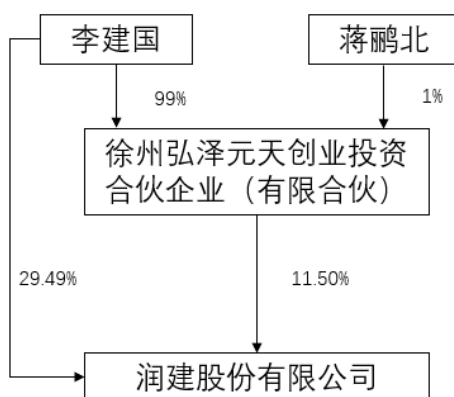 李建国
蒋鹂北
99%
1%
徐州弘泽元天创业投资
合伙企业（有限合伙）
29.49%
11.50%
润建股份有限公司